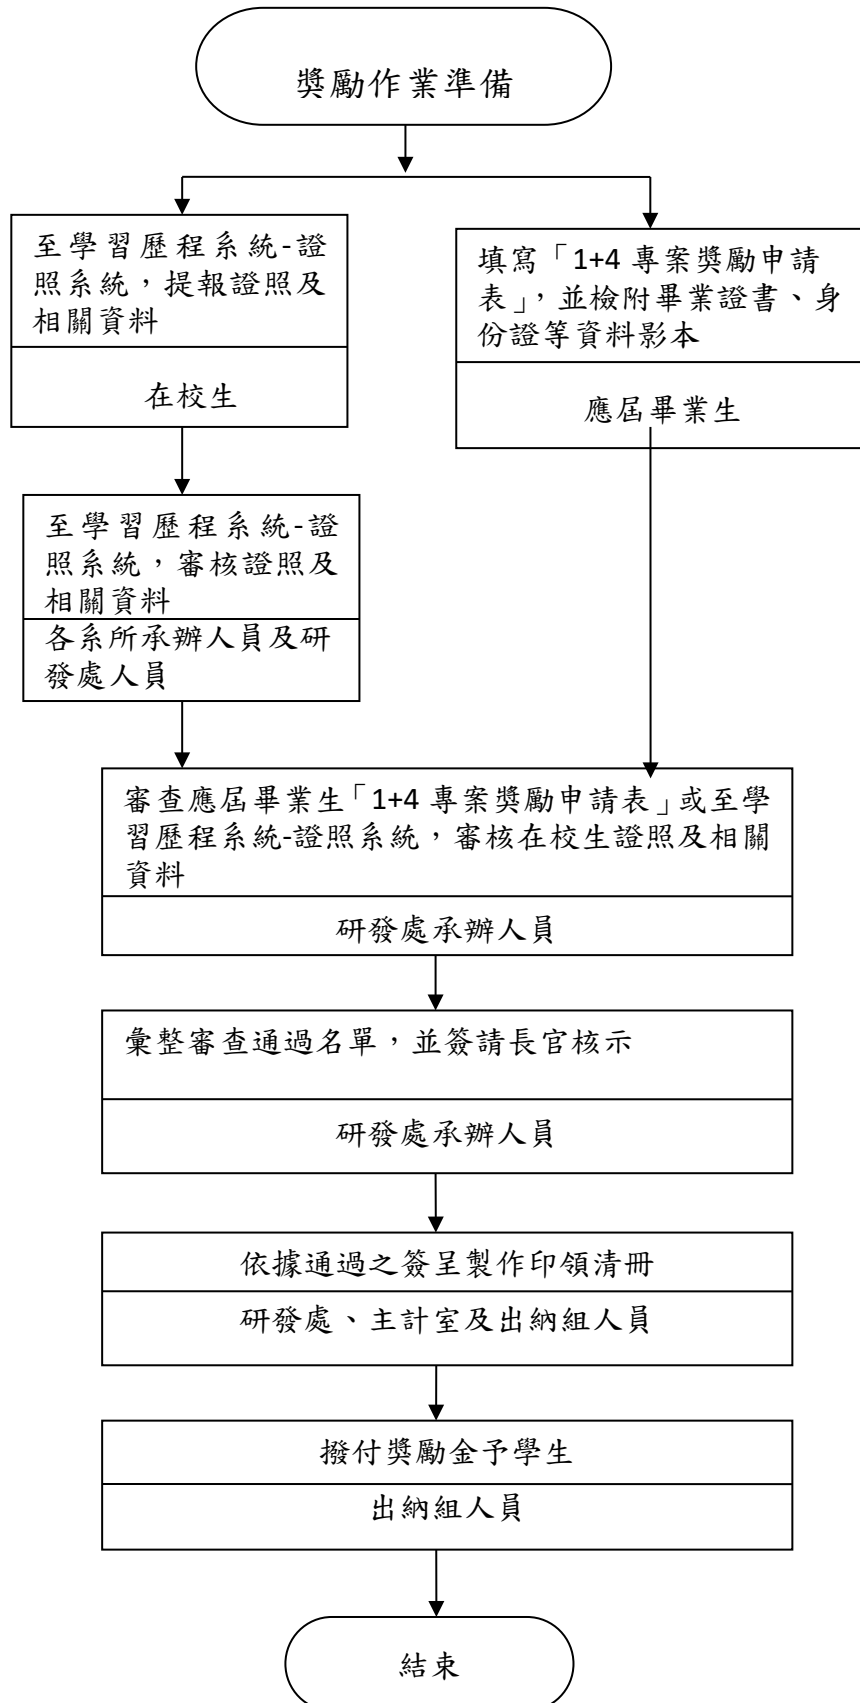 獎勵作業準備
至學習歷程系統-證
照系統，提報證照及
相關資料
在校生
填寫「1+4 專案獎勵申請
表」，並檢附畢業證書、身
份證等資料影本
應屆畢業生
至學習歷程系統-證
照系統，審核證照及
相關資料
各系所承辦人員及研
發處人員
審查應屆畢業生「1+4 專案獎勵申請表」或至學
習歷程系統-證照系統，審核在校生證照及相關
資料
研發處承辦人員
彙整審查通過名單，並簽請長官核示
研發處承辦人員
依據通過之簽呈製作印領清冊
研發處、主計室及出納組人員
撥付獎勵金予學生
出納組人員
結束